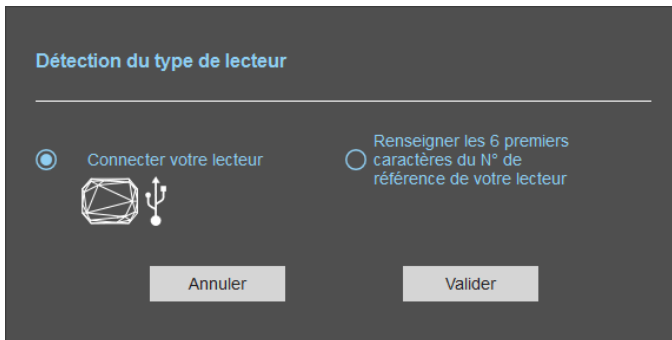 Détection du type de lecteur
Connecter votre lecteur
Renseigner les 6 premiers
caractères du N° de
référence de votre lecteur
Annuler
Valider